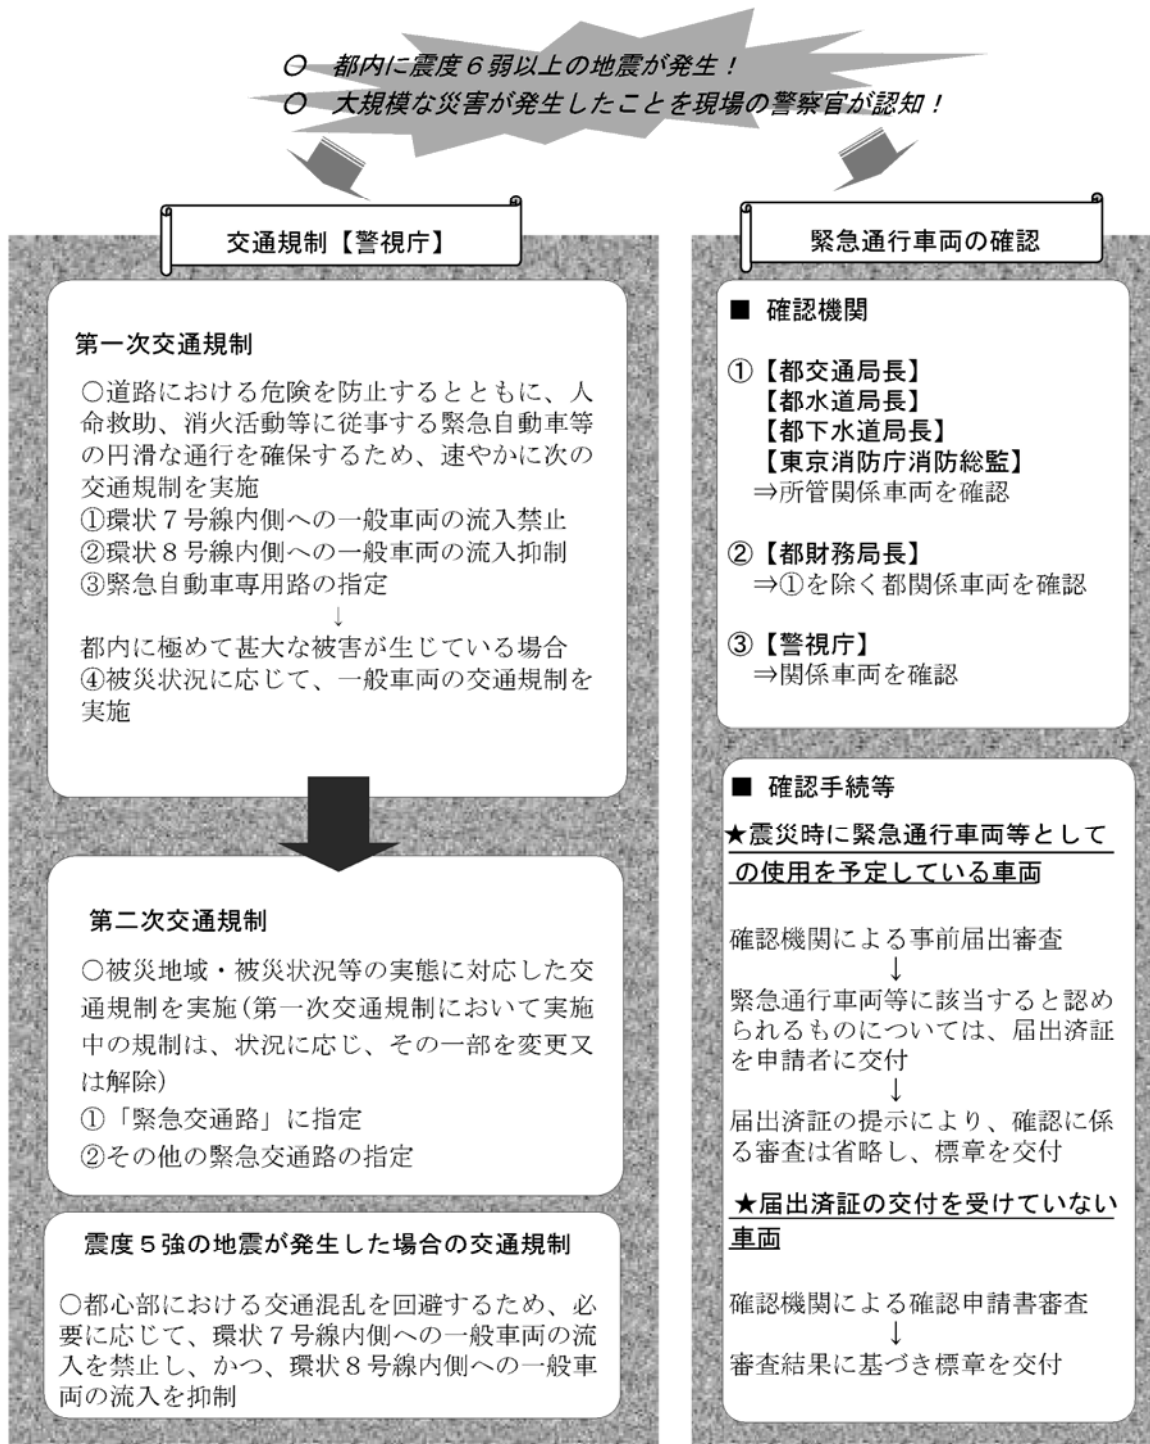 ○ 都内に震度６弱以上の地震が発生！
○ 大規模な災害が発生したことを現場の警察官が認知！
交通規制【警視庁】
第一次交通規制
○道路における危険を防止するとともに、人
命救助、消火活動等に従事する緊急自動車等
の円滑な通行を確保するため、速やかに次の
交通規制を実施
①環状７号線内側への一般車両の流入禁止
②環状８号線内側への一般車両の流入抑制
③緊急自動車専用路の指定
↓
都内に極めて甚大な被害が生じている場合
④被災状況に応じて、一般車両の交通規制を
実施
第二次交通規制
○被災地域・被災状況等の実態に対応した交
通規制を実施(第一次交通規制において実施
中の規制は、状況に応じ、その一部を変更又
は解除)
①「緊急交通路」に指定
②その他の緊急交通路の指定
震度５強の地震が発生した場合の交通規制
○都心部における交通混乱を回避するため、必
要に応じて、環状７号線内側への一般車両の流
入を禁止し、かつ、環状８号線内側への一般車
両の流入を抑制
緊急通行車両の確認
■ 確認機関
①【都交通局長】
【都水道局長】
【都下水道局長】
【東京消防庁消防総監】
⇒所管関係車両を確認
②【都財務局長】
⇒①を除く都関係車両を確認
③【警視庁】
⇒関係車両を確認
■ 確認手続等
★震災時に緊急通行車両等として
の使用を予定している車両
確認機関による事前届出審査
↓
緊急通行車両等に該当すると認め
られるものについては、届出済証
を申請者に交付
↓
届出済証の提示により、確認に係
る審査は省略し、標章を交付
★届出済証の交付を受けていない
車両
確認機関による確認申請書審査
↓
審査結果に基づき標章を交付